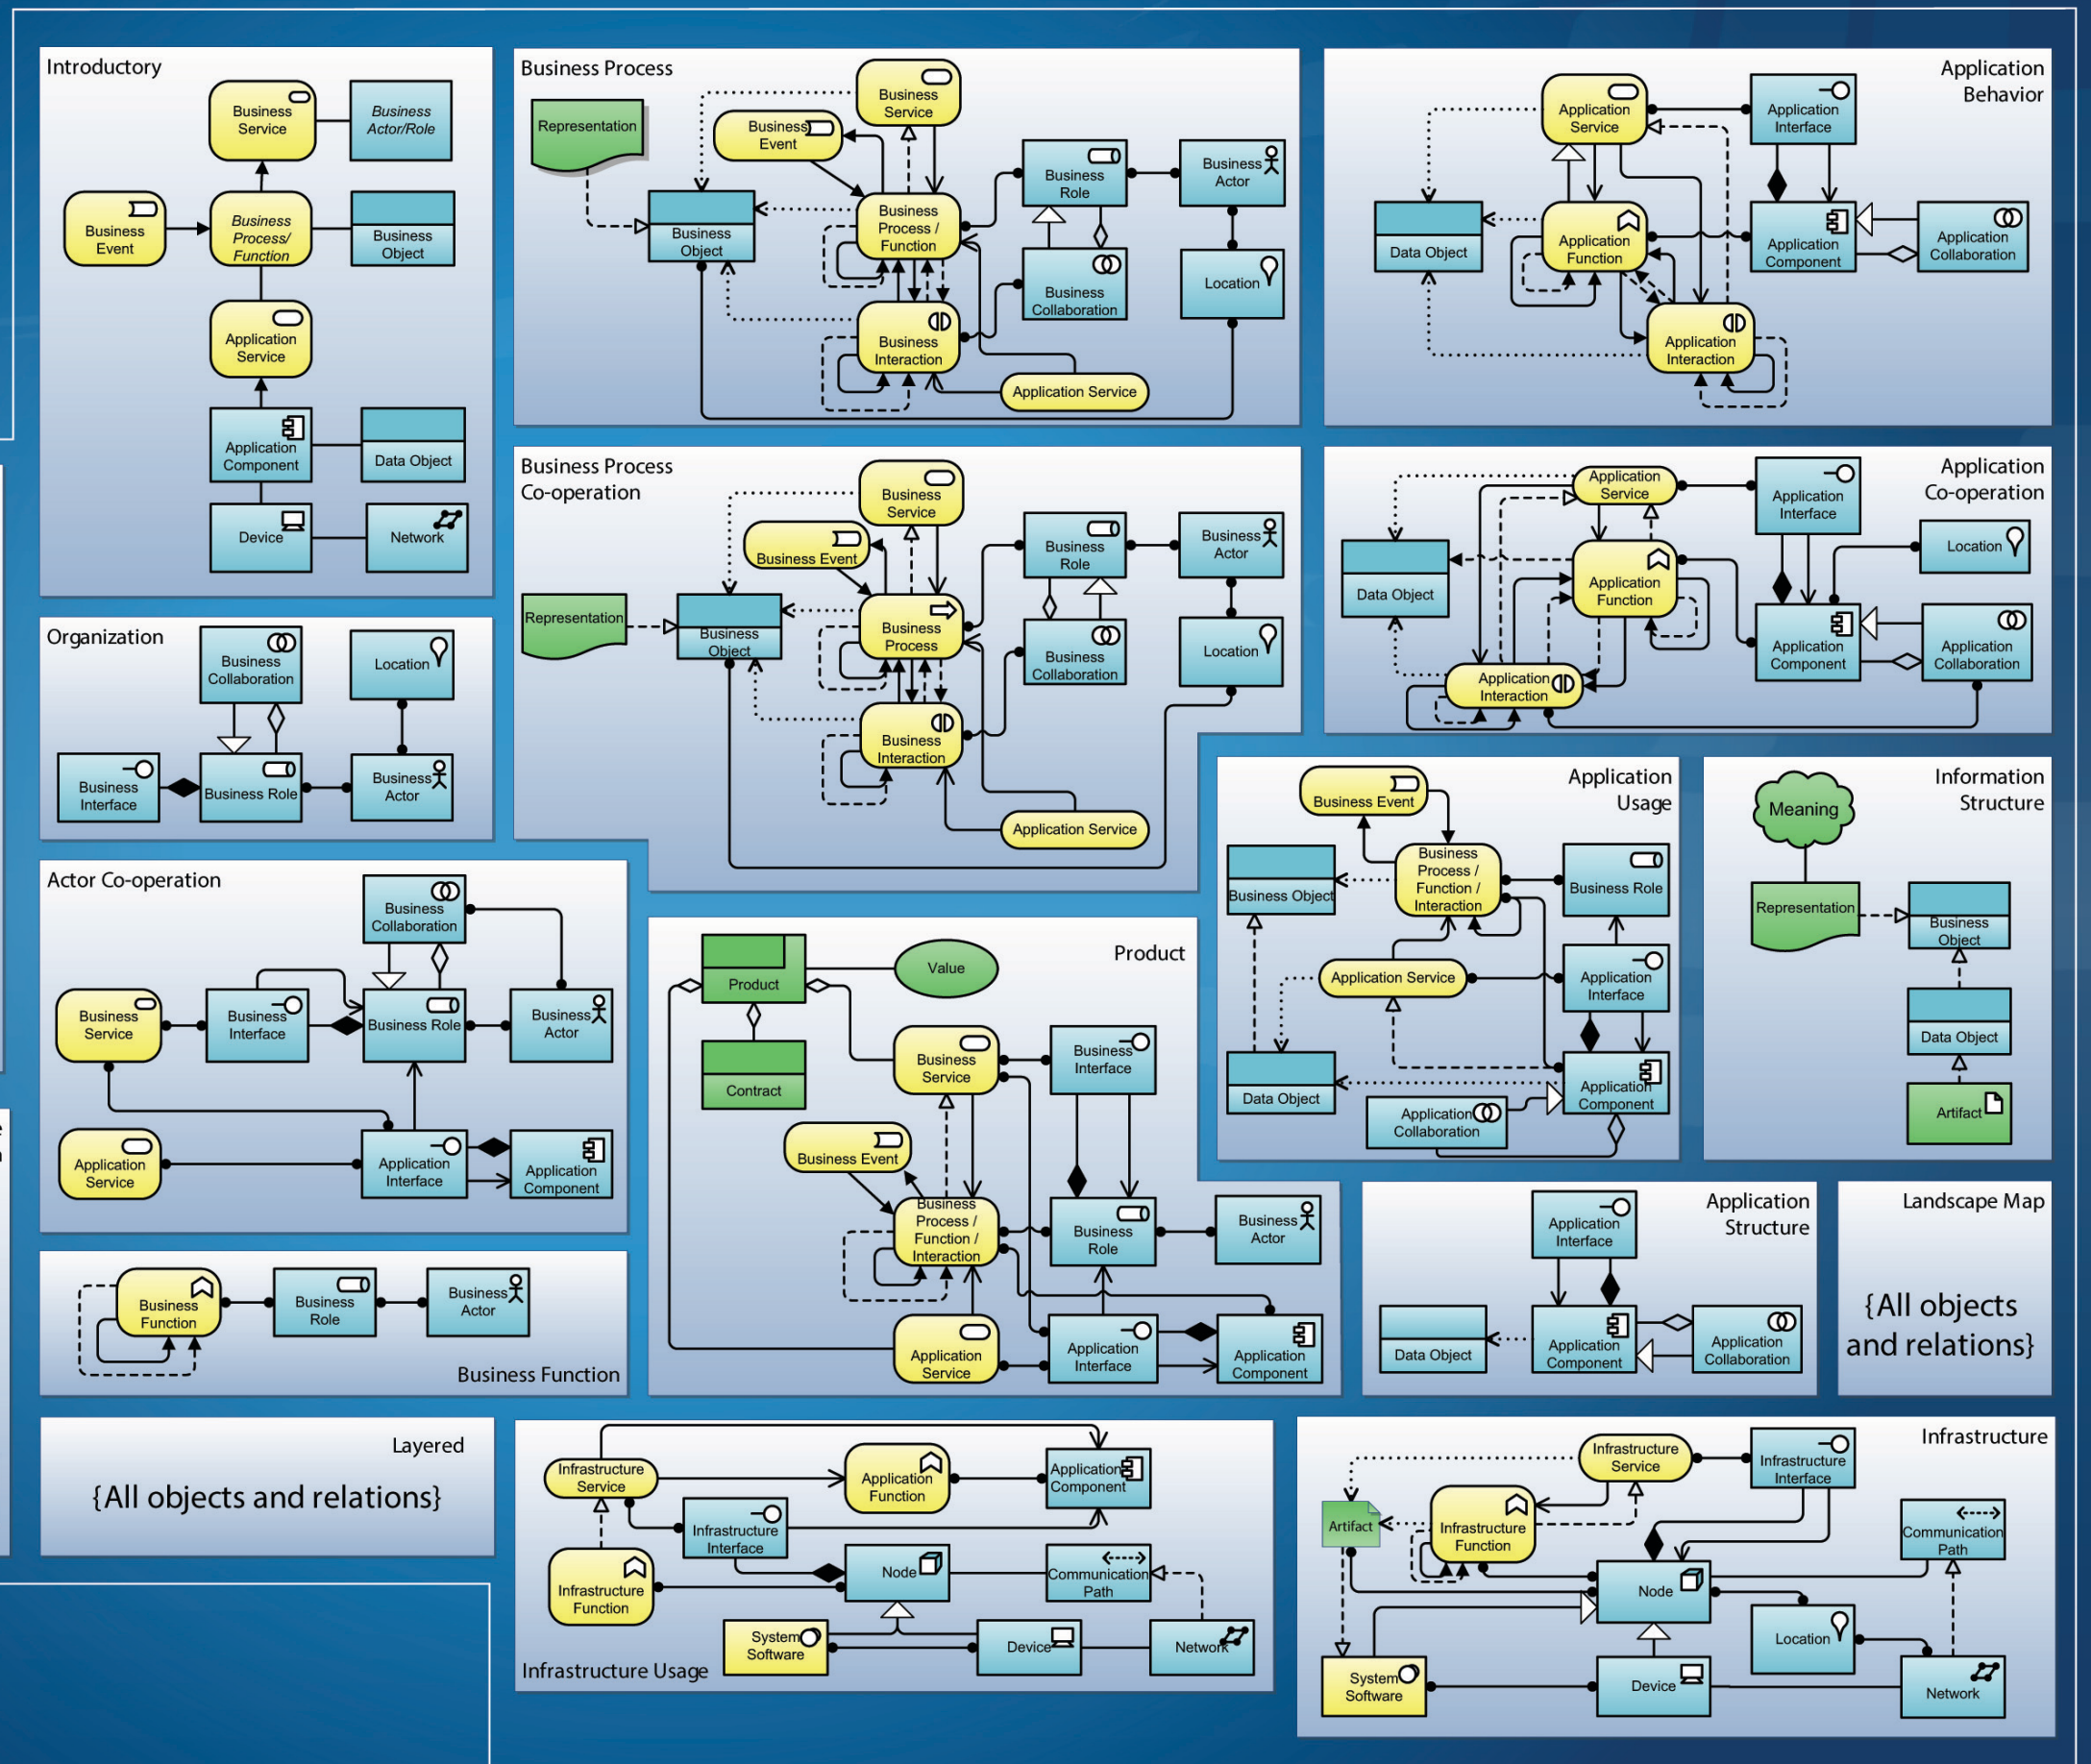 Introductory
Business
Service
Business
Actor/Role
Business
Event
Business
Process/
Function
Business
Object
Application
Service
Application
Component
Data Object
Device
Network
Organization
Business
Collaboration
Location
Business
Interface
Business Role
Business
Actor
Actor Co-operation
Business
Collaboration
Business
Service
Business
Interface
Business Role
Business
Actor
Application
Service
Application
Interface
Application
Component
Business
Function
Business
Role
Business
Actor
Business Function
Layered
{All objects and relations}
Business Process
Representation
Business
Service
Business
Event
Business
Object
Business
Process /
Function
Business
Role
Business
Actor
Business
Collaboration
Location
Business
Interaction
Application Service
Business Process
Co-operation
Business
Service
Business Event
Representation
Business
Object
Business
Process
Business
Role
Business
Actor
Business
Collaboration
Location
Business
Interaction
Application Service
Product
Product
Value
Contract
Business
Service
Business
Interface
Business Event
Business
Process /
Function /
Interaction
Business
Role
Business
Actor
Application
Service
Application
Interface
Application
Component
Infrastructure
Service
Application
Function
Application
Component
Infrastructure
Interface
Infrastructure
Function
Node
Communication
Path
System
Software
Device
Network
Infrastructure Usage
Application
Behavior
Application
Service
Application
Interface
Data Object
Application
Function
Application
Component
Application
Collaboration
Application
Interaction
Application
Co-operation
Application
Service
Application
Interface
Location
Data Object
Application
Function
Application
Component
Application
Collaboration
Application
Interaction
Application
Usage
Business Event
Business Object
Business
Process /
Function /
Interaction
Business Role
Application Service
Application
Interface
Data Object
Application
Collaboration
Application
Component
Information
Structure
Meaning
Representation
Business
Object
Data Object
Artifact
Application
Structure
Application
Interface
Data Object
Application
Component
Application
Collaboration
Landscape Map
{All objects
and relations}
Infrastructure
Infrastructure
Service
Infrastructure
Interface
Artifact
Infrastructure
Function
Communication
Path
Node
Location
System
Software
Device
Network